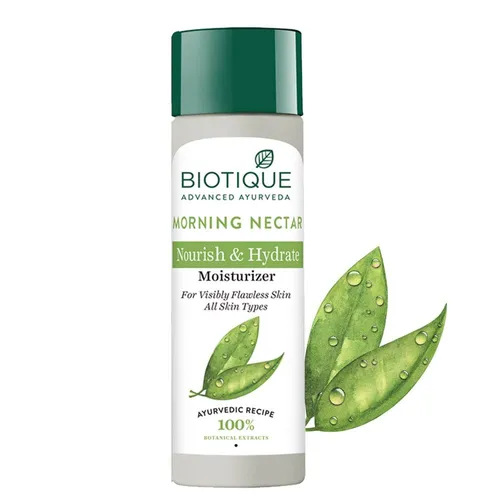 BIOTIQUE
ADVANCED AYURVEDA
MORNING NECTAR
Nourish & Hydrate
Moisturizer
For Visibly Flawless Skin
All Skin Types
AYURVEDIC RECIPE
100%
BOTANICAL EXTRACTS